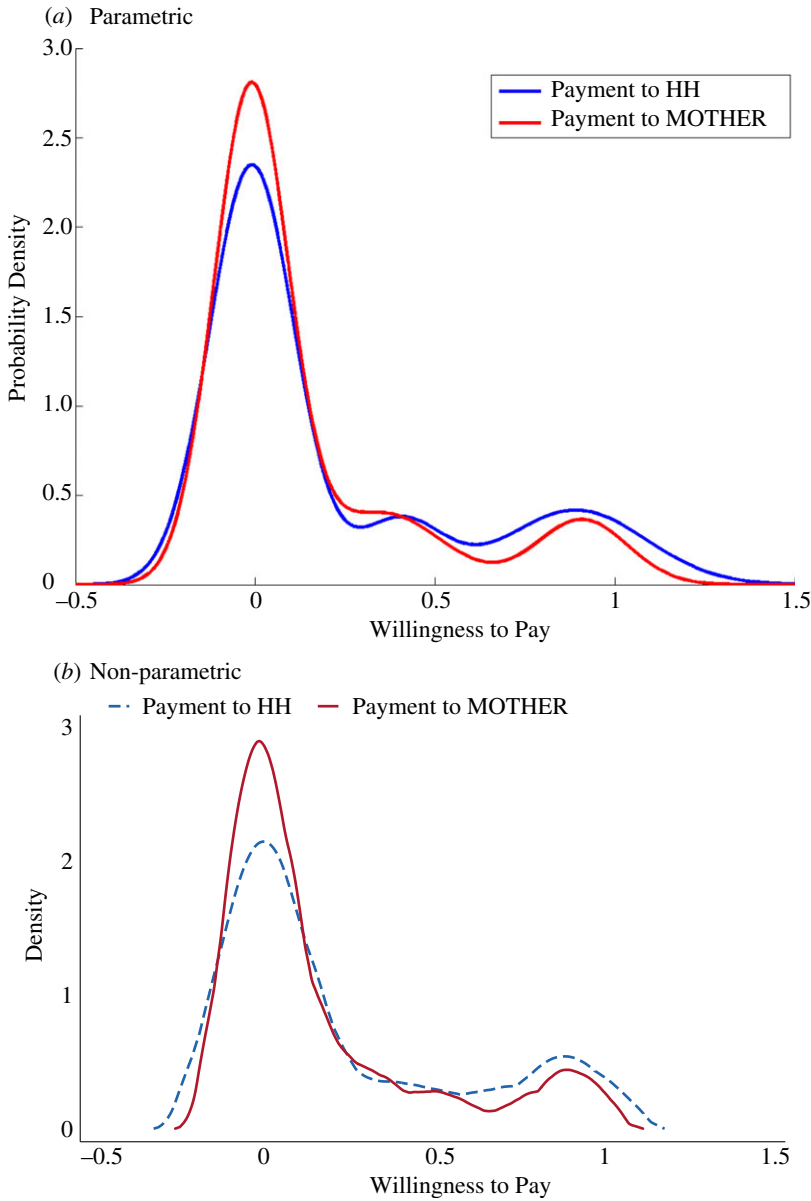 (a) Parametric
3.0
Payment to HH
Payment to MOTHER
2.5
2.0
1.5
1.0
0.5
0
Probability Density
–0.5 0 0.5 1 1.5
Willingness to Pay
(b) Non-parametric
Payment to HH Payment to MOTHER
3
2
1
0
Density
–0.5 0 0.5 1 1.5
Willingness to Pay